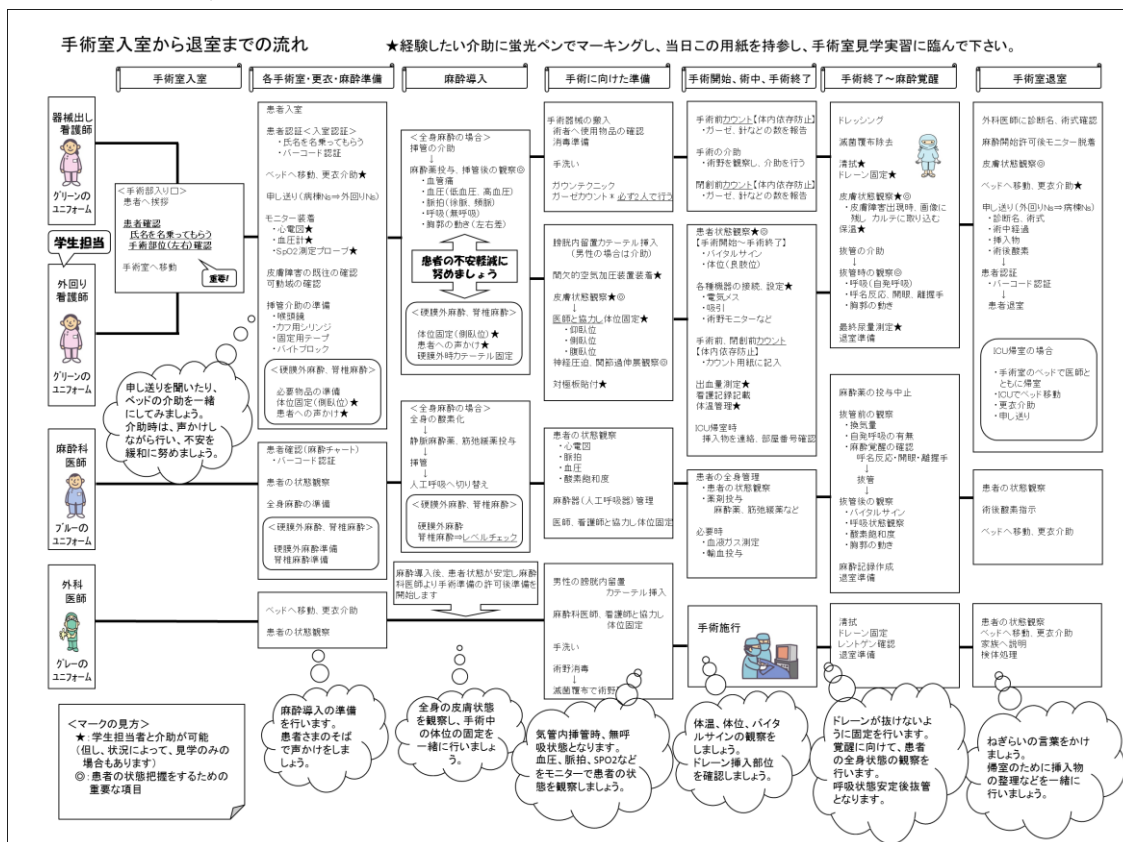 手術室入室から退室までの流れ
★経験したい介助に蛍光ペンでマーキングし、当日この用紙を持参し、手術室見学実習に臨んで下さい。
手術室入室
各手術室・更衣・麻酔準備
麻酔導入
手術に向けた準備
手術開始、術中、手術終了
手術終了～麻酔覚醒
手術室退室
器械出し
看護師
グリーンの
ユニフォーム
学生担当
外回り
看護師
グリーンの
ユニフォーム
麻酔科
医師
ブルーの
ユニフォーム
外科
医師
グレーの
ユニフォーム
<手術部入り口>
患者へ挨拶
患者確認
氏名を名乗ってもらう
手術部位(左右)確認
手術室へ移動
重要!
申し送りを聞いたり、
ベッドの介助を一緒
にしてみましょう。
介助時は、声かけし
ながら行い、不安を
緩和に努めましょう。
患者入室
患者認証<入室認証>
・氏名を名乗ってもらう
・バーコード認証
ベッドへ移動、更衣介助★
申し送り(病棟Ns⇒外回りNs)
モニター装着
・心電図★
・血圧計★
・SpO2測定プローブ★
皮膚障害の既往の確認
可動域の確認
挿管介助の準備
・喉頭鏡
・カフ用シリンジ
・固定用テープ
・バイトブロック
<硬膜外麻酔、脊椎麻酔>
必要物品の準備
体位固定(側臥位)★
患者への声かけ★
患者確認(麻酔チャート)
・バーコード認証
患者の状態観察
全身麻酔の準備
<硬膜外麻酔、脊椎麻酔>
硬膜外麻酔準備
脊椎麻酔準備
ベッドへ移動、更衣介助
患者の状態観察
麻酔導入の準備
を行います。
患者さまのそば
で声かけをしま
しょう。
<全身麻酔の場合>
挿管の介助
↓
麻酔薬投与、挿管後の観察◎
・血管痛
・血圧(低血圧、高血圧)
・脈拍(徐脈、頻脈)
・呼吸(無呼吸)
・胸郭の動き(左右差)
患者の不安軽減に
努めましょう
<硬膜外麻酔、脊椎麻酔>
体位固定(側臥位)★
患者への声かけ★
硬膜外時カテーテル固定
<全身麻酔の場合>
全身の酸素化
↓
静脈麻酔薬、筋弛緩薬投与
↓
挿管
↓
人工呼吸へ切り替え
<硬膜外麻酔、脊椎麻酔>
硬膜外麻酔
脊椎麻酔⇒レベルチェック
麻酔導入後、患者状態が安定し麻酔
科医師より手術準備の許可後準備を
開始します
全身の皮膚状態
を観察し、手術中
の体位の固定を
一緒に行いましょ
う。
手術器械の搬入
術者へ使用物品の確認
消毒準備
手洗い
ガウンテクニック
ガーゼカウント*必ず2人で行う
膀胱内留置カテーテル挿入
(男性の場合は介助)
間欠的空気加圧装置装着★
皮膚状態観察★◎
↓
医師と協力し体位固定★
・仰臥位
・側臥位
・腹臥位
神経圧迫、関節過伸展観察◎
対極板貼付★
患者の状態観察
・心電図
・脈拍
・血圧
・酸素飽和度
麻酔器(人工呼吸器)管理
医師、看護師と協力し体位固定
男性の膀胱内留置
カテーテル挿入
麻酔科医師、看護師と協力し
体位固定
手洗い
術野消毒
↓
滅菌覆布で術野
気管内挿管時、無呼
吸状態となります。
血圧、脈拍、SPO2など
をモニターで患者の状
態を観察しましょう。
手術前カウント【体内依存防止】
・ガーゼ、針などの数を報告
手術の介助
・術野を観察し、介助を行う
閉創前カウント【体内依存防止】
・ガーゼ、針などの数を報告
患者状態観察★◎
【手術開始～手術終了】
・バイタルサイン
・体位(良肢位)
各種機器の接続、設定★
・電気メス
・吸引
・術野モニターなど
手術前、閉創前カウント
【体内依存防止】
・カウント用紙に記入
出血量測定★
看護記録記載
体温管理★
ICU帰室時
挿入物を連絡、部屋番号確認
患者の全身管理
・患者の状態観察
・薬剤投与
麻酔薬、筋弛緩薬など
必要時
・血液ガス測定
・輸血投与
手術施行
体温、体位、バイタ
ルサインの観察を
しましょう。
ドレーン挿入部位
を確認しましょう。
ドレッシング
滅菌覆布除去
清拭★
ドレーン固定★
皮膚状態観察★◎
・皮膚障害出現時、画像に
残し、カルテに取り込む
保温★
抜管の介助
↓
抜管時の観察◎
・呼吸(自発呼吸)
・呼名反応、開眼、離握手
・胸郭の動き
最終尿量測定★
退室準備
麻酔薬の投与中止
抜管前の観察
・換気量
・自発呼吸の有無
・麻酔覚醒の確認
呼名反応・開眼・離握手
↓
抜管
↓
抜管後の観察
・バイタルサイン
・呼吸状態観察
・酸素飽和度
・胸郭の動き
麻酔記録作成
退室準備
清拭
ドレーン固定
レントゲン確認
退室準備
ドレーンが抜けないよ
うに固定を行います。
覚醒に向けて、患者
の全身状態の観察を
行います。
呼吸状態安定後抜管
となります。
外科医師に診断名、術式確認
麻酔開始許可後モニター脱着
皮膚状態観察◎
ベッドへ移動、更衣介助★
申し送り(外回りNs⇒病棟Ns)
・診断名、術式
・術中経過
・挿入物
・術後酸素
患者認証
・バーコード認証
↓
患者退室
ICU帰室の場合
・手術室のベッドで医師と
ともに帰室
・ICUでベッド移動
・更衣介助
・申し送り
患者の状態観察
術後酸素指示
ベッドへ移動、更衣介助
患者の状態観察
ベッドへ移動、更衣介助
家族へ説明
検体処理
ねぎらいの言葉をかけ
ましょう。
帰室のために挿入物
の整理などを一緒に
行いましょう。
<マークの見方>
★:学生担当者と介助が可能
(但し、状況によって、見学のみの
場合もあります)
◎:患者の状態把握をするための
重要な項目